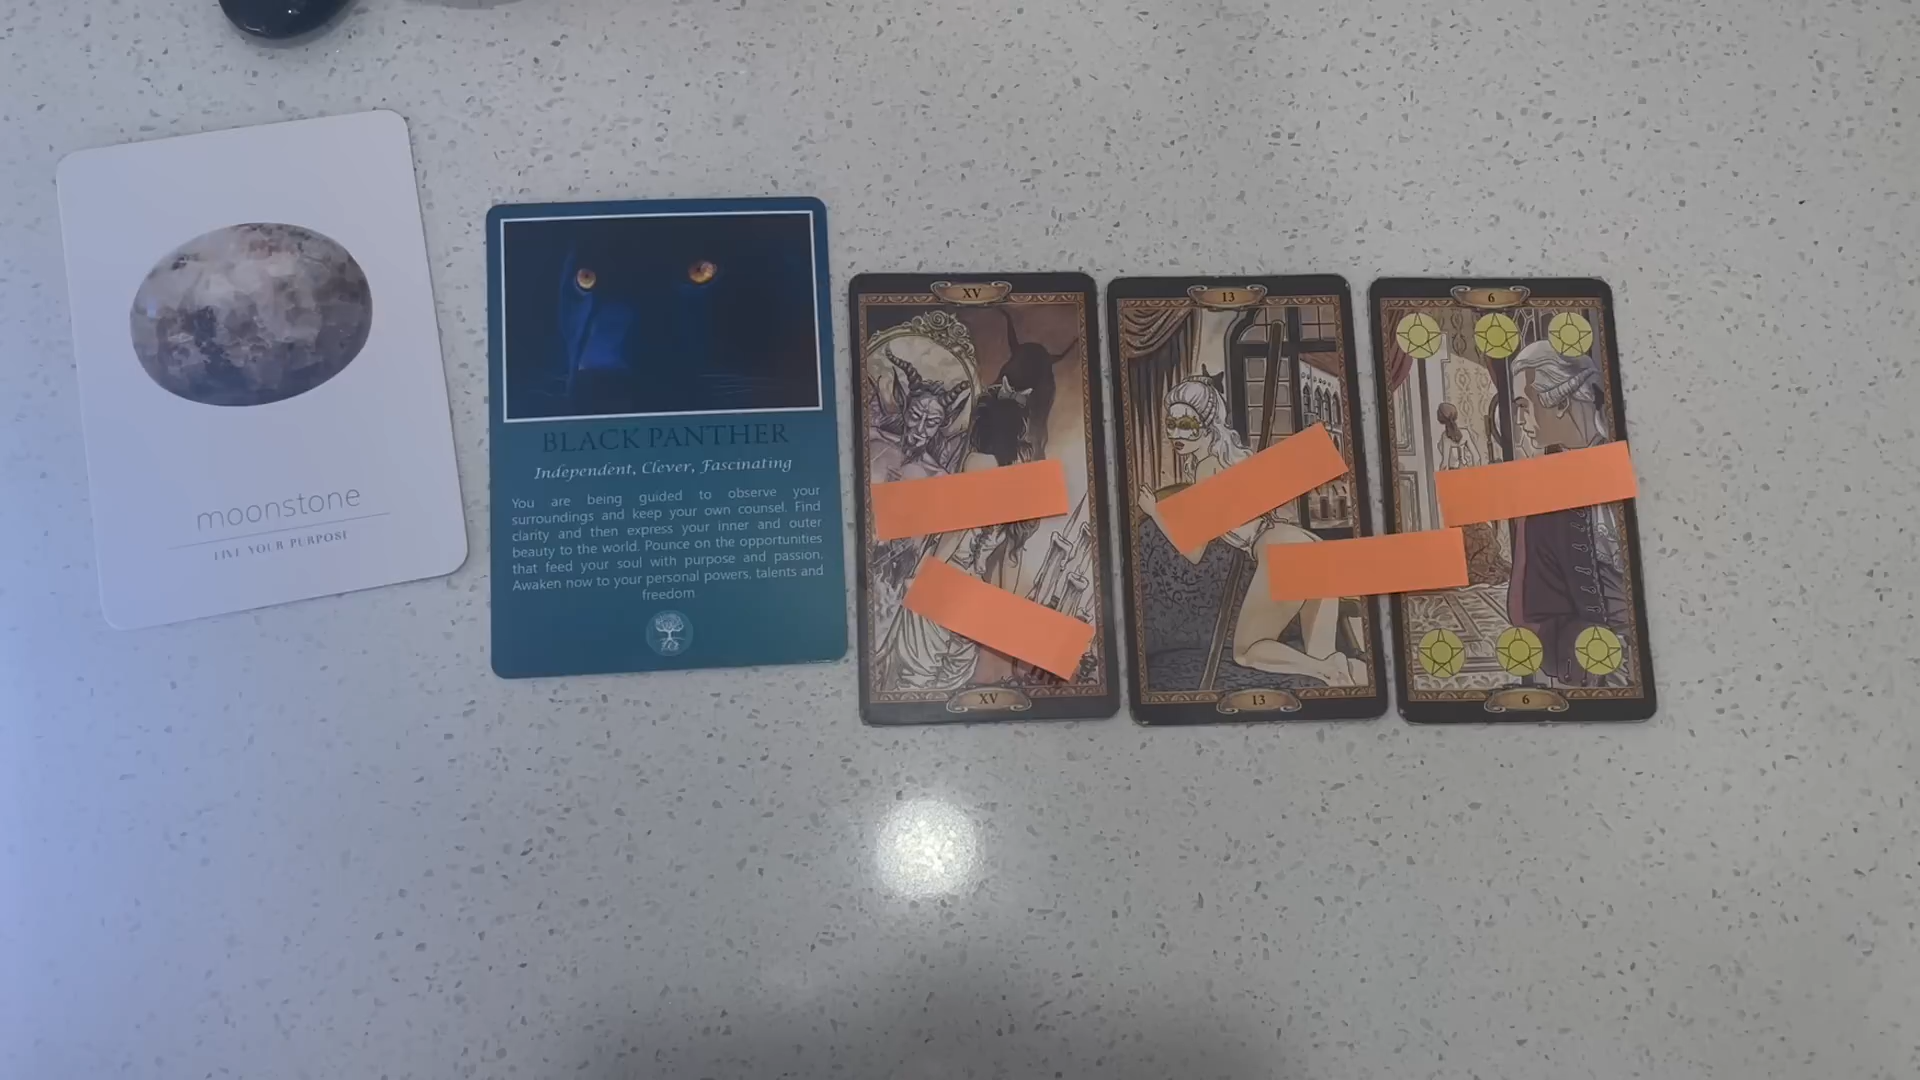 moonstone
LIVE YOUR PURPOSE
BLACK PANTHER
Independent, Clever, Fascinating
You are being guided to observe your
surroundings and keep your own counsel. Find
clarity and then express your inner and outer
beauty to the world. Pounce on the opportunities
that feed your soul with purpose and passion.
Awaken now to your personal powers, talents and
freedom.
XV
XV
13
13
6
6